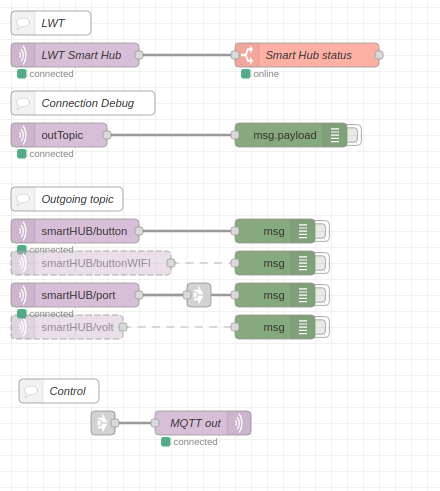 LWT
LWT Smart Hub
Smart Hub status
connected
online
Connection Debug
outTopic
msg.payload
connected
Outgoing topic
smartHUB/button
msg
connected
smartHUB/buttonWIFI
msg
smartHUB/port
msg
connected
smartHUB/volt
msg
Control
MQTT out
connected